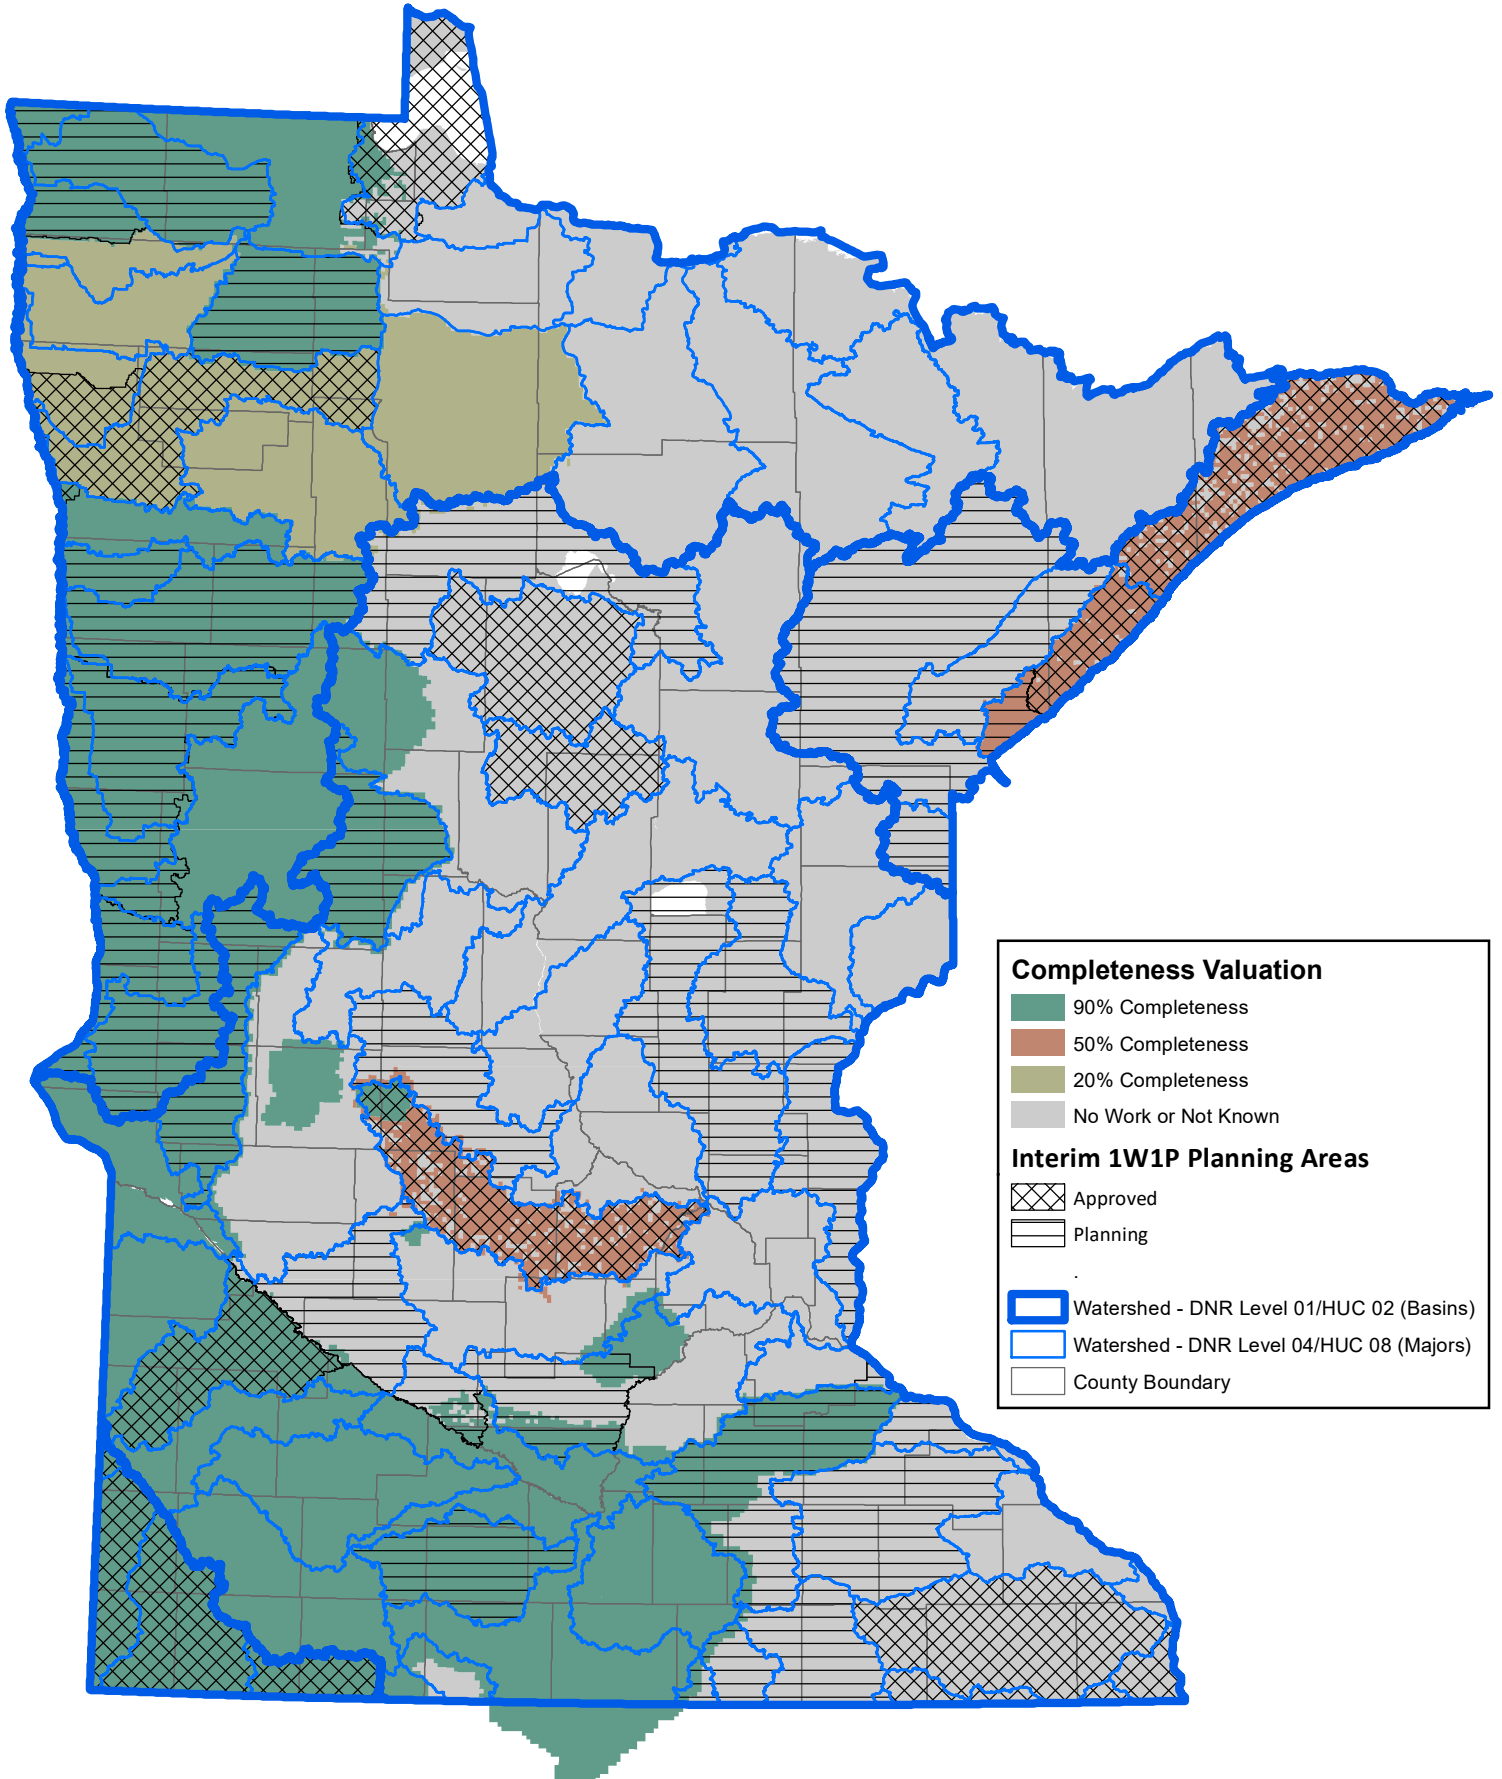 Completeness Valuation
90% Completeness
50% Completeness
20% Completeness
No Work or Not Known
Interim 1W1P Planning Areas
Approved
Planning
.
Watershed - DNR Level 01/HUC 02 (Basins)
Watershed - DNR Level 04/HUC 08 (Majors)
County Boundary